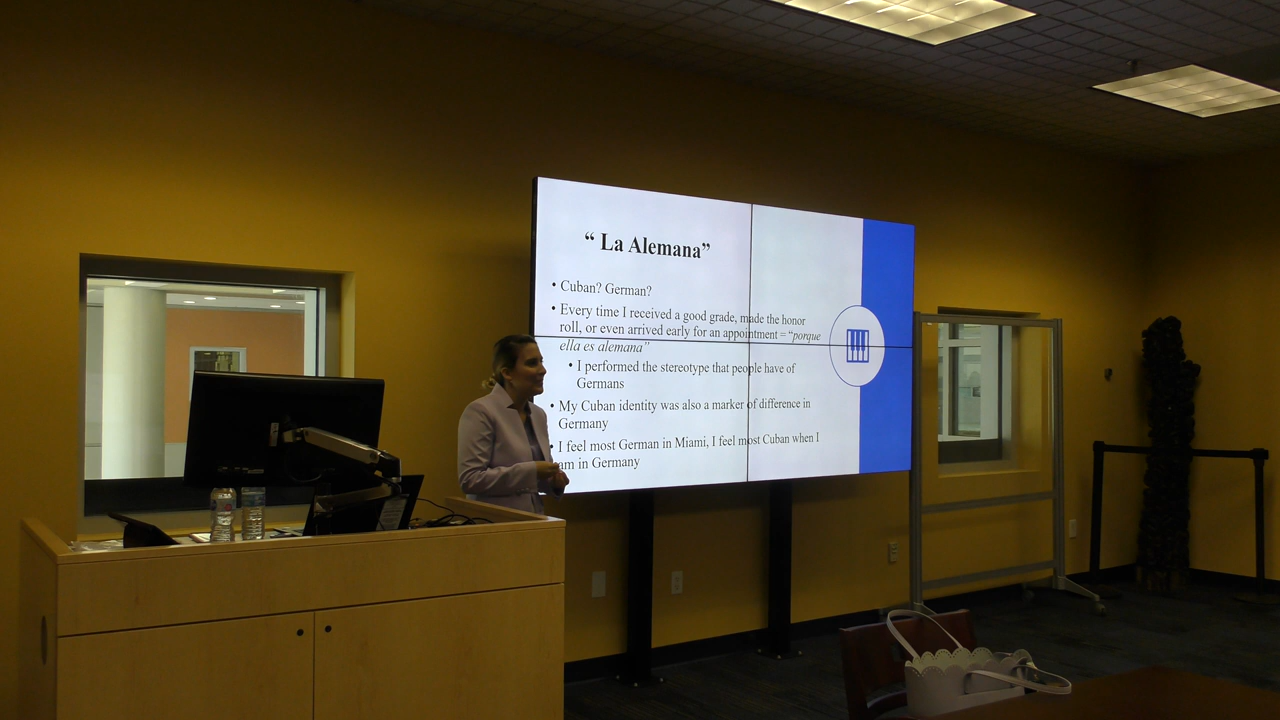 “ La Alemana”
• Cuban? German?
• Every time I received a good grade, made the honor
roll, or even arrived early for an appointment = “porque
ella es alemana”
• I performed the stereotype that people have of
Germans
• My Cuban identity was also a marker of difference in
Germany
• I feel most German in Miami, I feel most Cuban when I
am in Germany